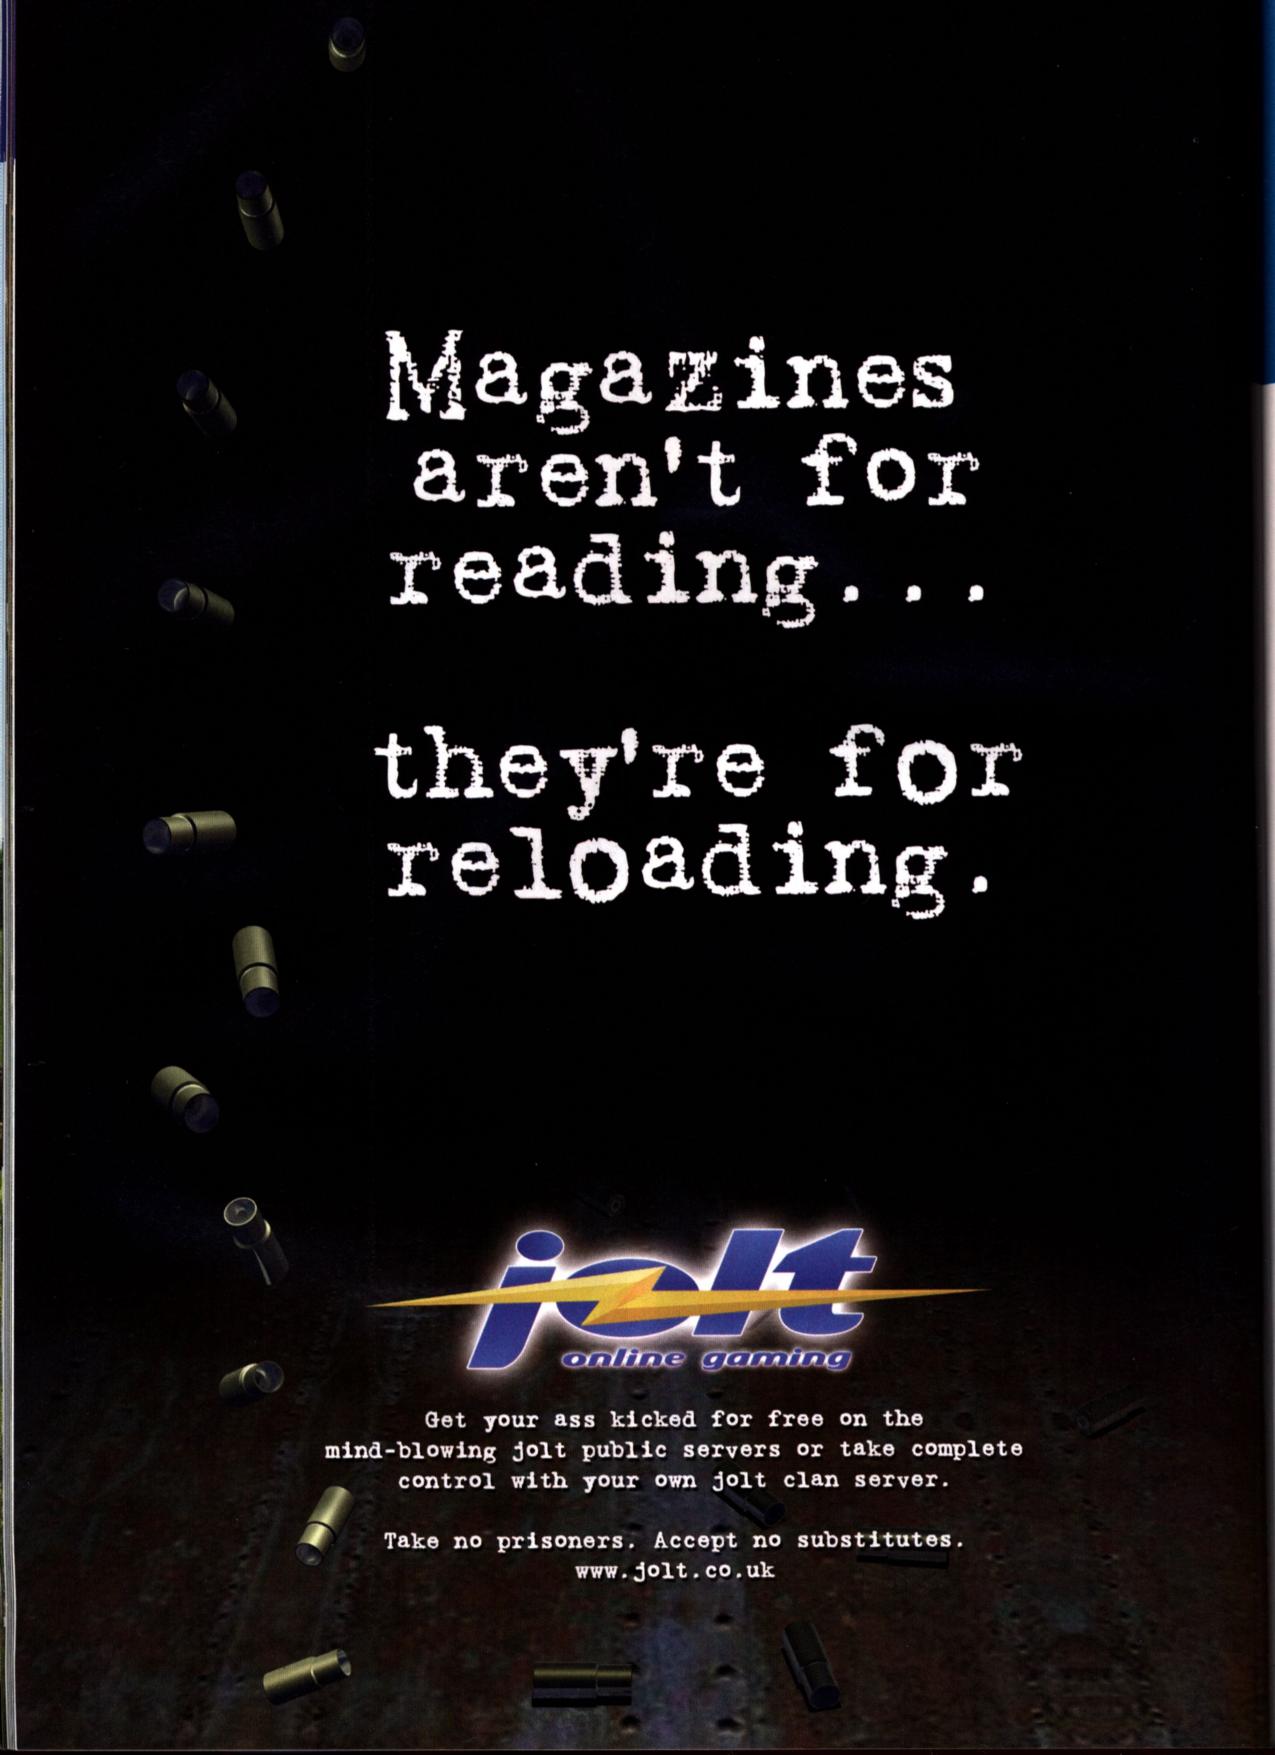 Magazines
aren't for
reading...
they're for
reloading.
jolt
online gaming
Get your ass kicked for free on the
mind-blowing jolt public servers or take complete
control with your own jolt clan server.
Take no prisoners. Accept no substitutes.
www.jolt.co.uk